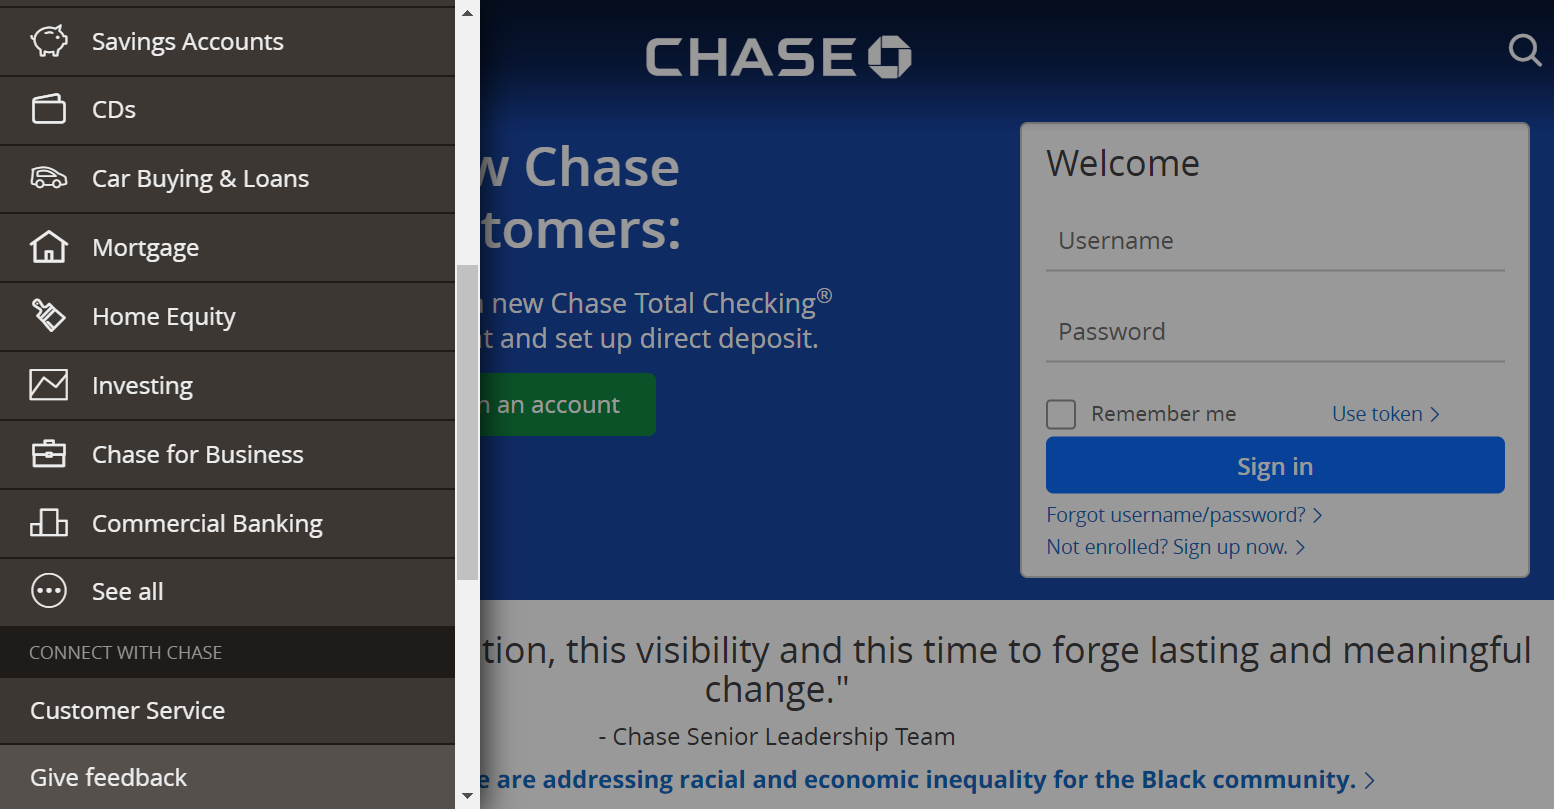 Savings Accounts
CDs
Car Buying & Loans
Mortgage
Home Equity
Investing
Chase for Business
Commercial Banking
See all
CONNECT WITH CHASE
Customer Service
Give feedback
CHASE
Chase
tomers:
new Chase Total Checking®
and set up direct deposit.
an account
Welcome
Username
Password
Remember me
Use token >
Sign in
Forgot username/password? >
Not enrolled? Sign up now. >
tion, this visibility and this time to forge lasting and meaningful
change."
- Chase Senior Leadership Team
e are addressing racial and economic inequality for the Black community. >